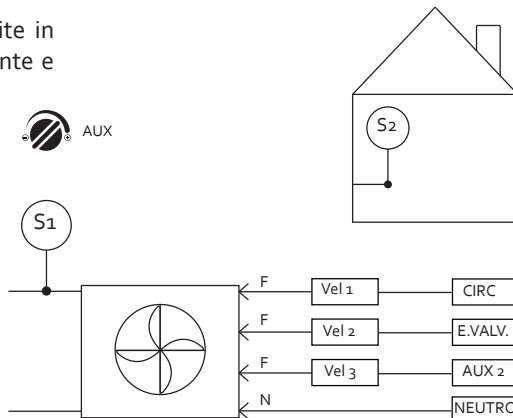 ite in
nte e
AUX
S2
S1
F Vel 1 CIRC
F Vel 2 E.VALV.
F Vel 3 AUX 2
N NEUTRO